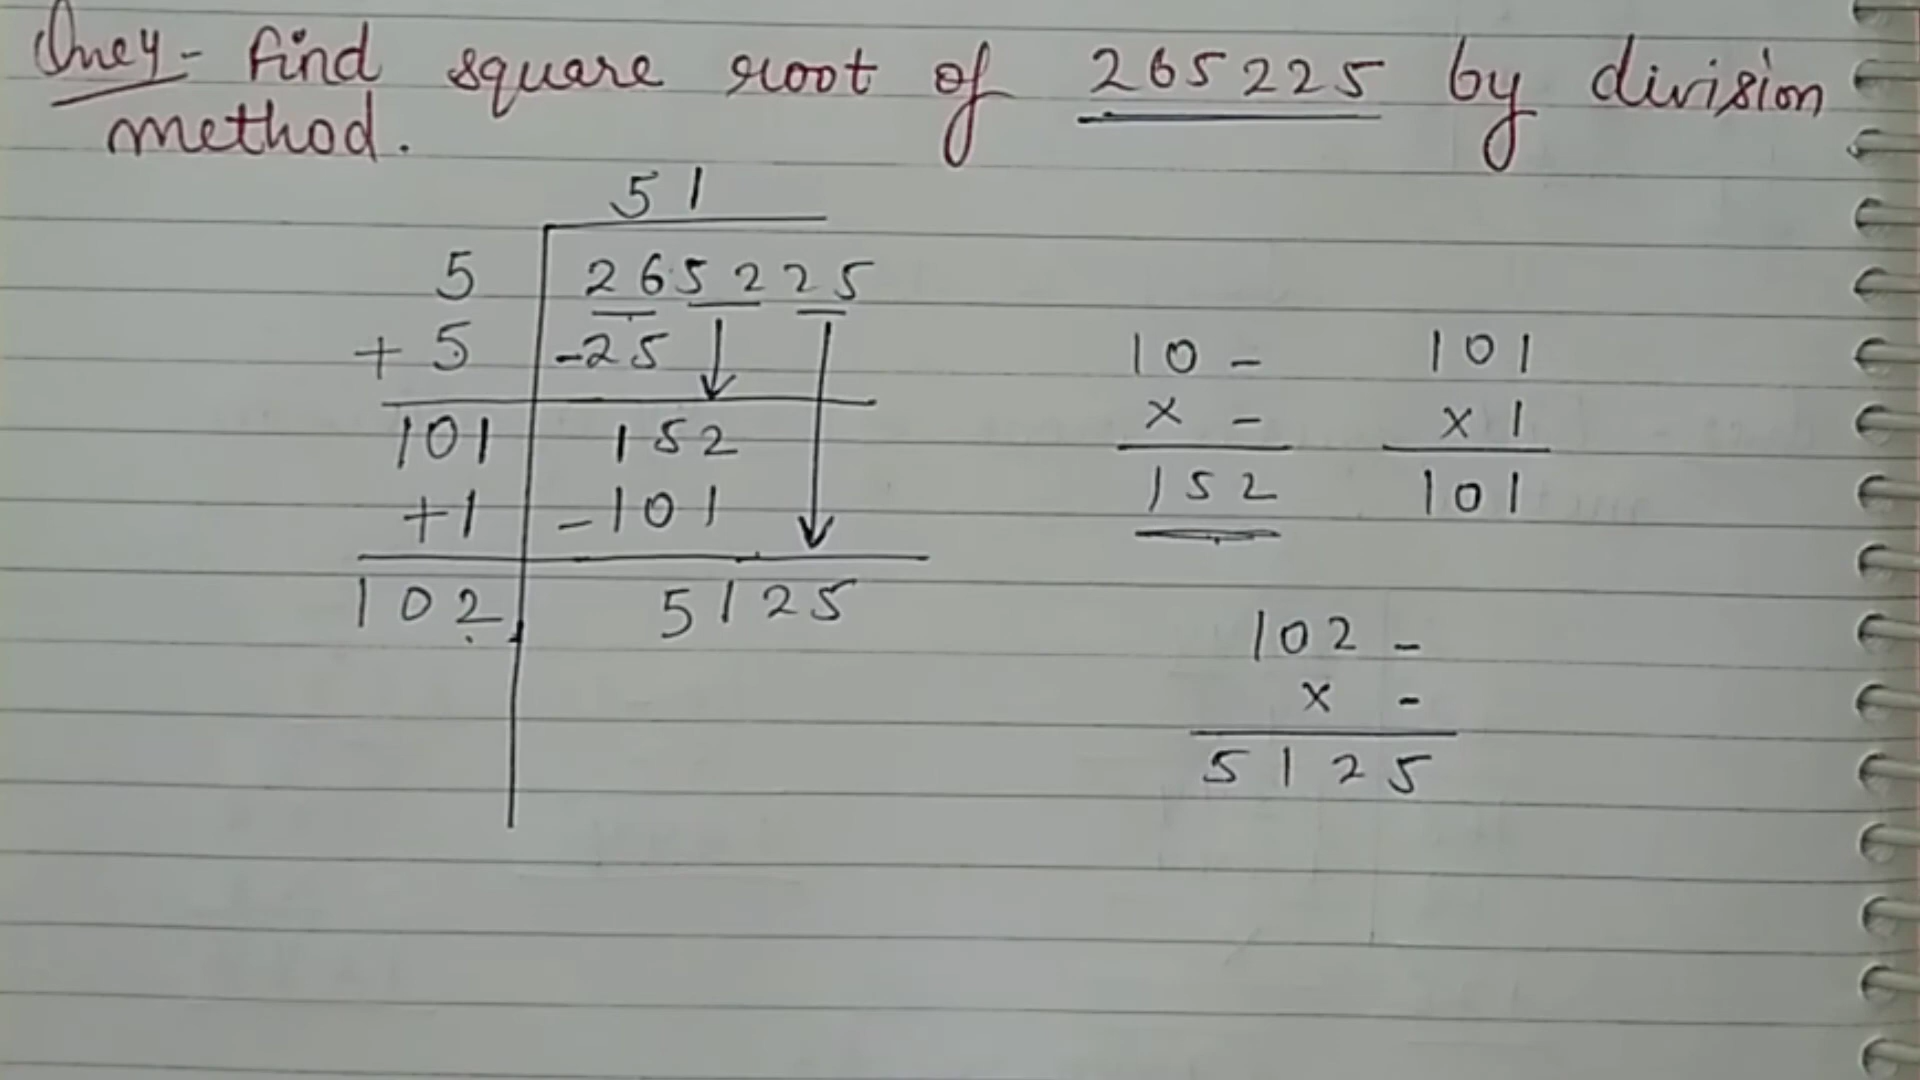 Ques- find square root of 265225 by division
method.
51
5 265225
+ 5 -25
101 152
+1 -101
102 5125
10-
x -
152
101
x 1
101
102 -
x -
5125